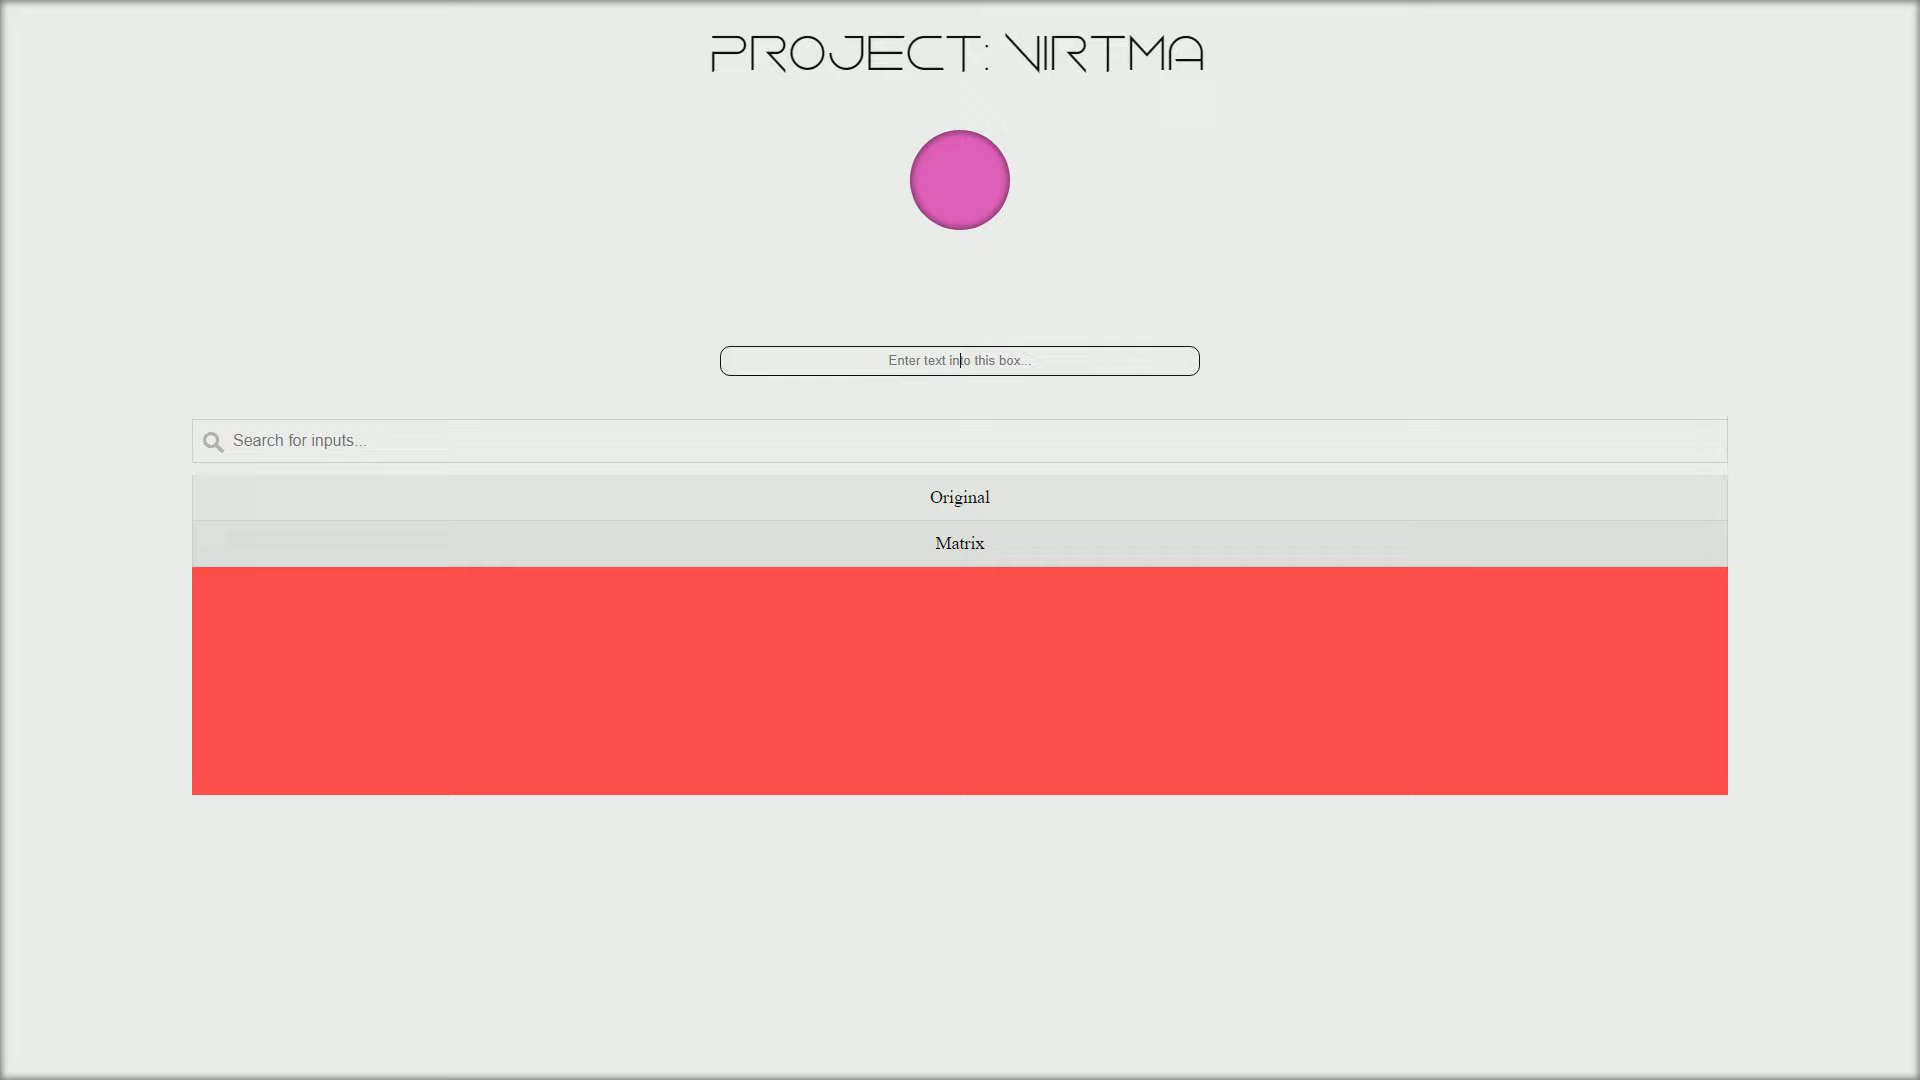 PROJECT: VIRTMA
Enter text into this box...
Search for inputs...
Original
Matrix